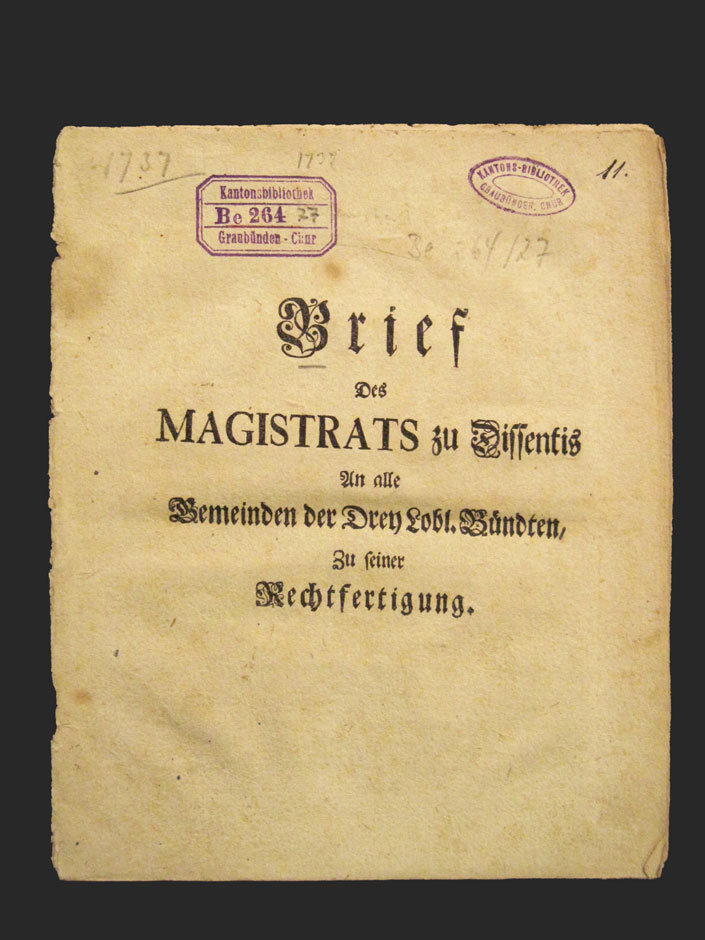 1737
1737
11.
Kantonsbibliothek
Be 264 27
Graubünden - Chur
KANTONS-BIBLIOTHEK
GRAUBÜNDEN, CHUR
Be 264/27
Brief
Des
MAGISTRATS zu Dissentis
An alle
Gemeinden der Drey Lobl. Bündten,
Zu seiner
Rechtfertigung.